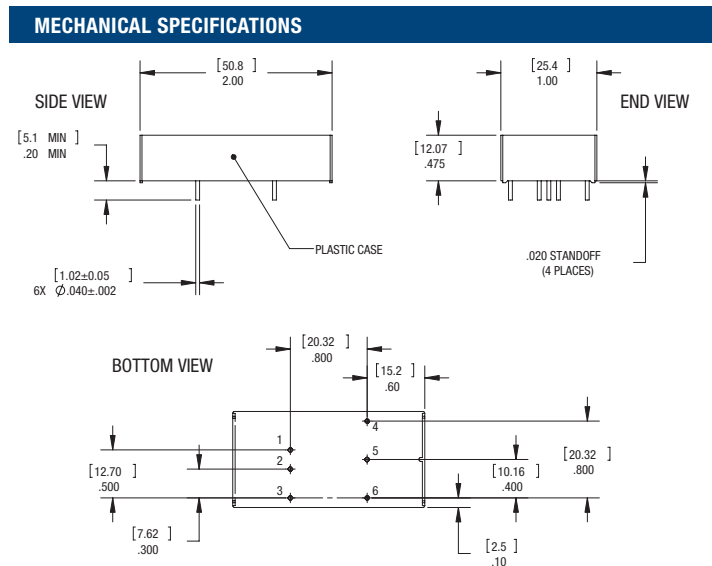 MECHANICAL SPECIFICATIONS
[50.8 ]
2.00
[25.4 ]
1.00
SIDE VIEW
END VIEW
[5.1 MIN ]
.20 MIN
[12.07 ]
.475
PLASTIC CASE
.020 STANDOFF
(4 PLACES)
[1.02±0.05 ]
6X Ø.040±.002
[20.32 ]
.800
BOTTOM VIEW
[15.2 ]
.60
1
4
2
5
3
6
[12.70 ]
.500
[20.32 ]
.800
[10.16 ]
.400
[7.62 ]
.300
[2.5 ]
.10